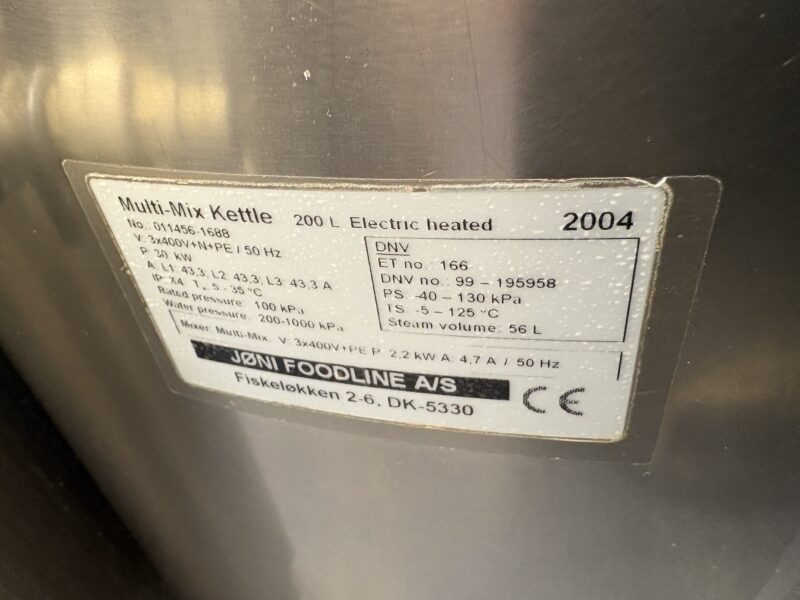 Multi-Mix Kettle 200 L Electric heated 2004
No.: 011456-1688
V: 3x400V+N+PE / 50 Hz
P: 30 kW
A: L1: 43,3; L2: 43,3; L3: 43,3 A
IP: X4 T. 5 - 35 °C
Rated pressure: 100 kPa
Water pressure: 200-1000 kPa
DNV
ET no.: 166
DNV no.: 99 – 195958
PS -40 – 130 kPa
TS -5 – 125 °C
Steam volume: 56 L
Mixer: Multi-Mix V: 3x400V+PE P: 2,2 kW A: 4,7 A / 50 Hz
JØNI FOODLINE A/S
Fiskeløkken 2-6, DK-5330
CE